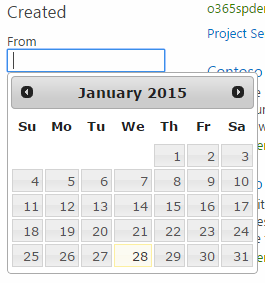 Created
o365spder
From
Project Se
Contoso
January 2015
Su Mo Tu We Th Fr Sa
1 2 3
4 5 6 7 8 9 10
11 12 13 14 15 16 17
18 19 20 21 22 23 24
25 26 27 28 29 30 31